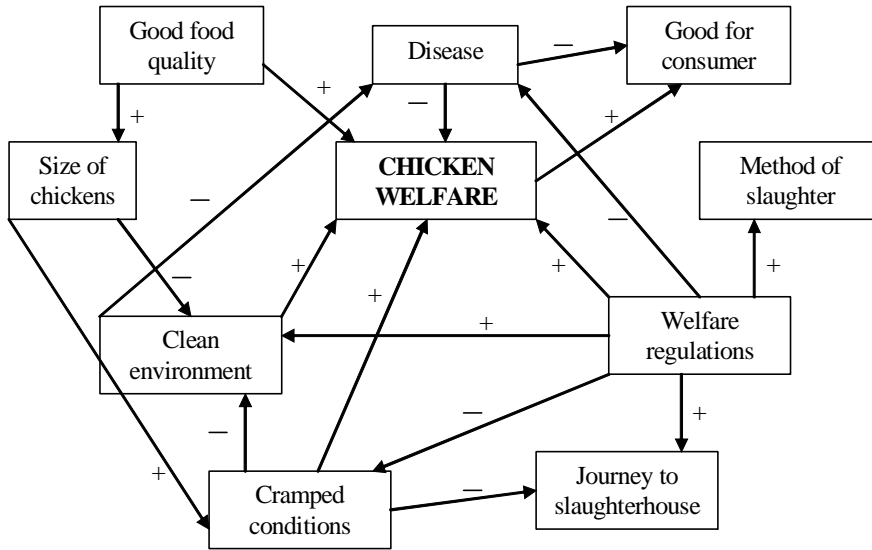 Good food
quality
Disease
Good for
consumer
—
+
—
+
+
Size of
chickens
CHICKEN
WELFARE
Method of
slaughter
—
—
—
+
+
+
+
Clean
environment
+
Welfare
regulations
—
+
—
+
Cramped
conditions
—
Journey to
slaughterhouse